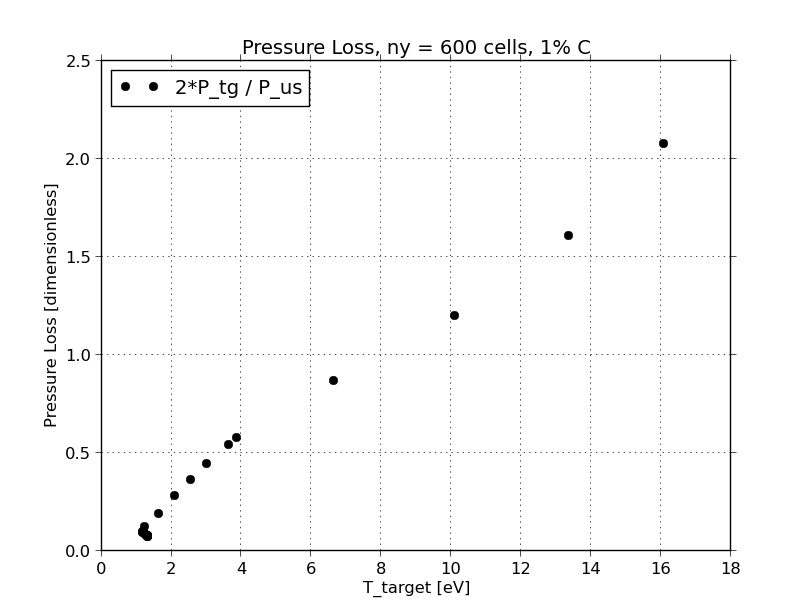 Pressure Loss, ny = 600 cells, 1% C
2*P_tg / P_us
2.5
2.0
1.5
1.0
0.5
0.0
Pressure Loss [dimensionless]
0 2 4 6 8 10 12 14 16 18
T_target [eV]